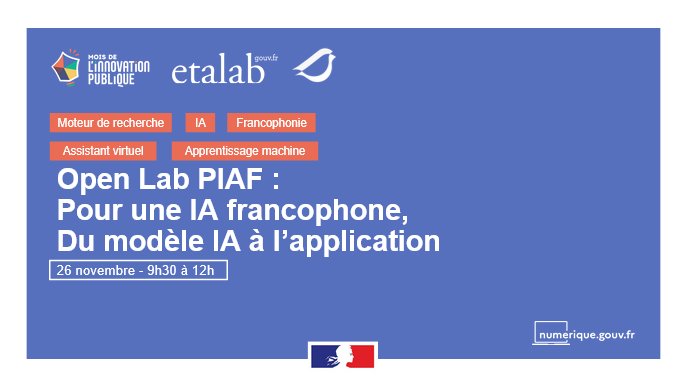 MOIS DE
L'INNOVATION
PUBLIQUE
etalab
gouv.fr
Moteur de recherche
IA
Francophonie
Assistant virtuel
Apprentissage machine
Open Lab PIAF :
Pour une IA francophone,
Du modèle IA à l’application
26 novembre - 9h30 à 12h
numerique.gouv.fr